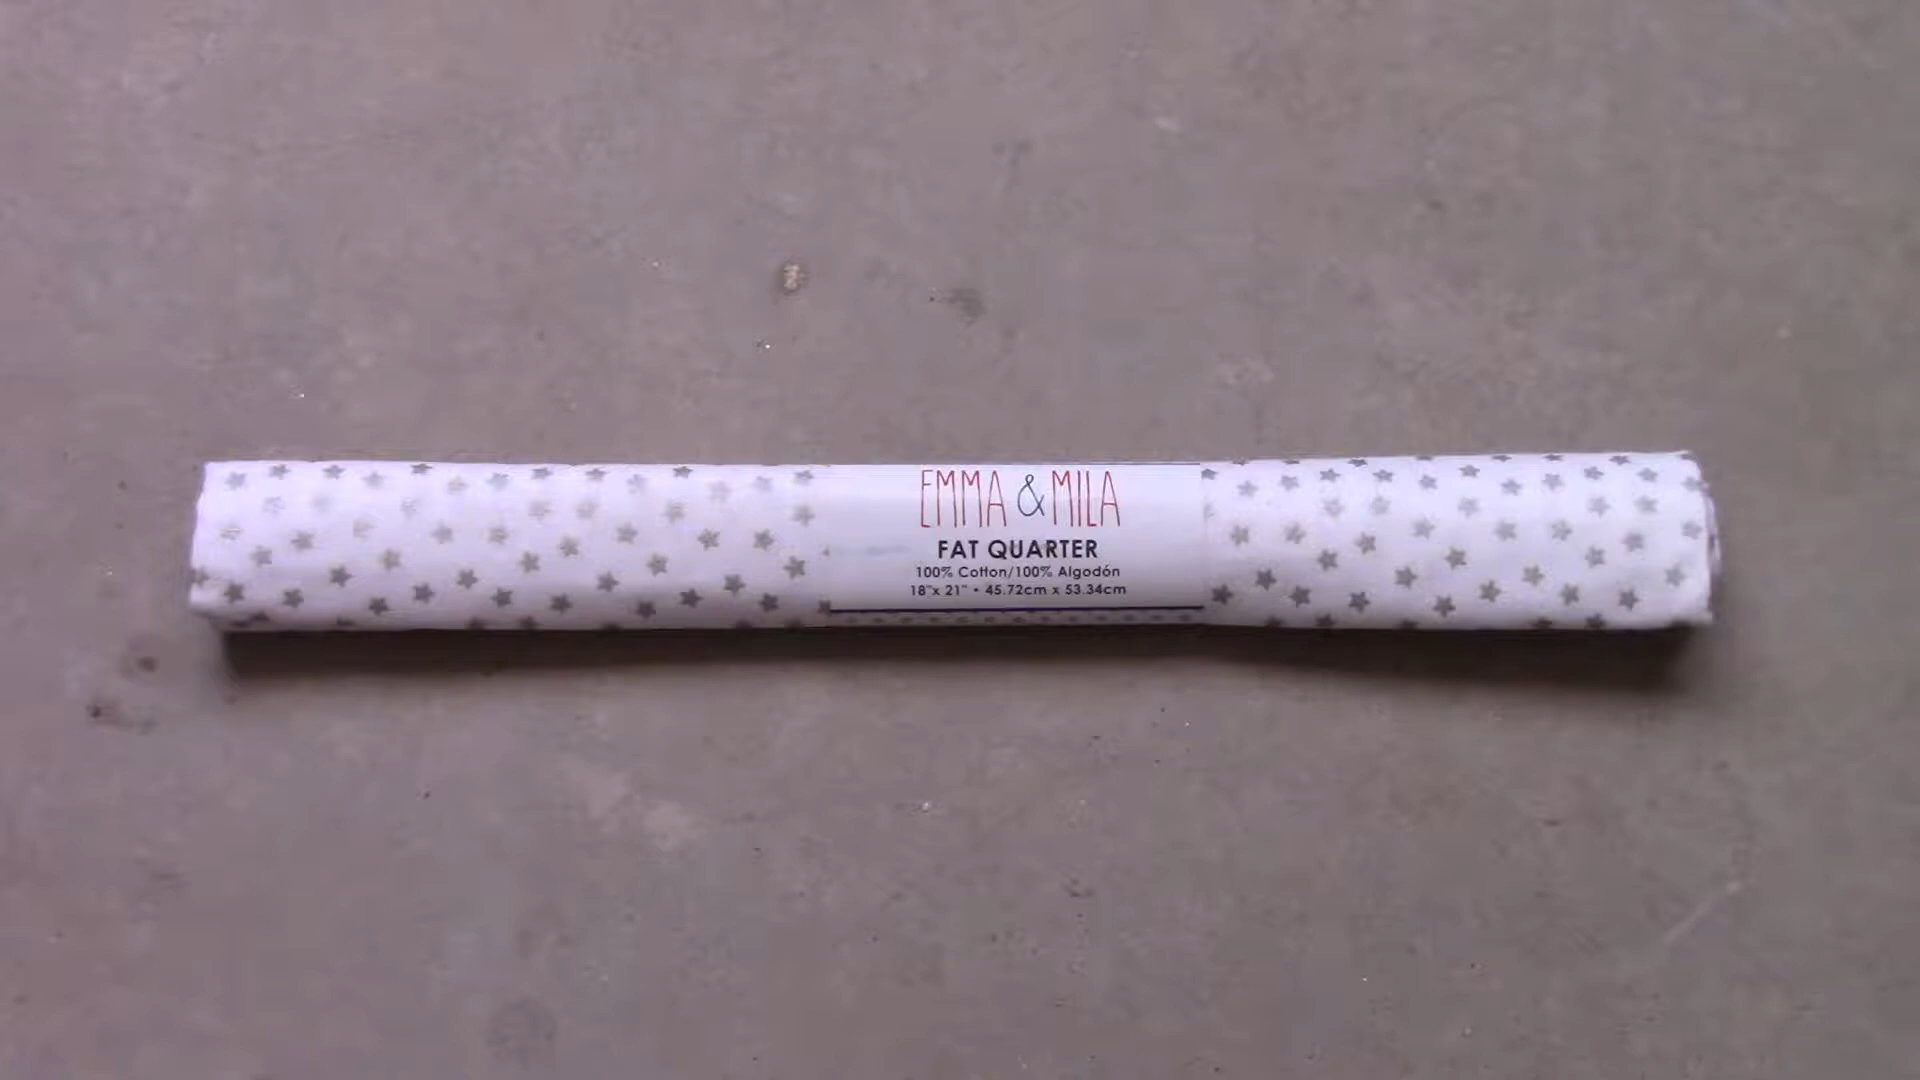 EMMA & MILA
FAT QUARTER
100% Cotton/100% Algodón
18"x 21" • 45.72cm x 53.34cm